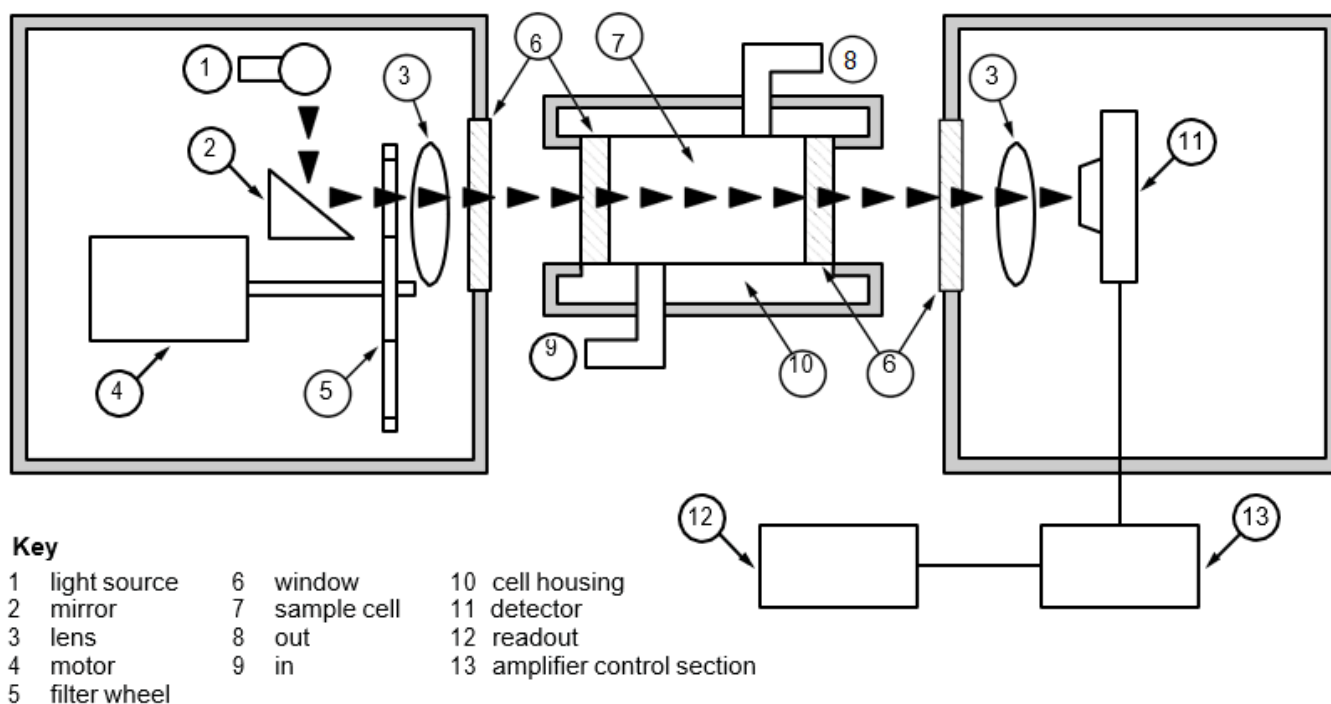 1
2
3
6
7
8
3
11
4
5
9
10
6
12
13
Key
1 light source
2 mirror
3 lens
4 motor
5 filter wheel
6 window
7 sample cell
8 out
9 in
10 cell housing
11 detector
12 readout
13 amplifier control section